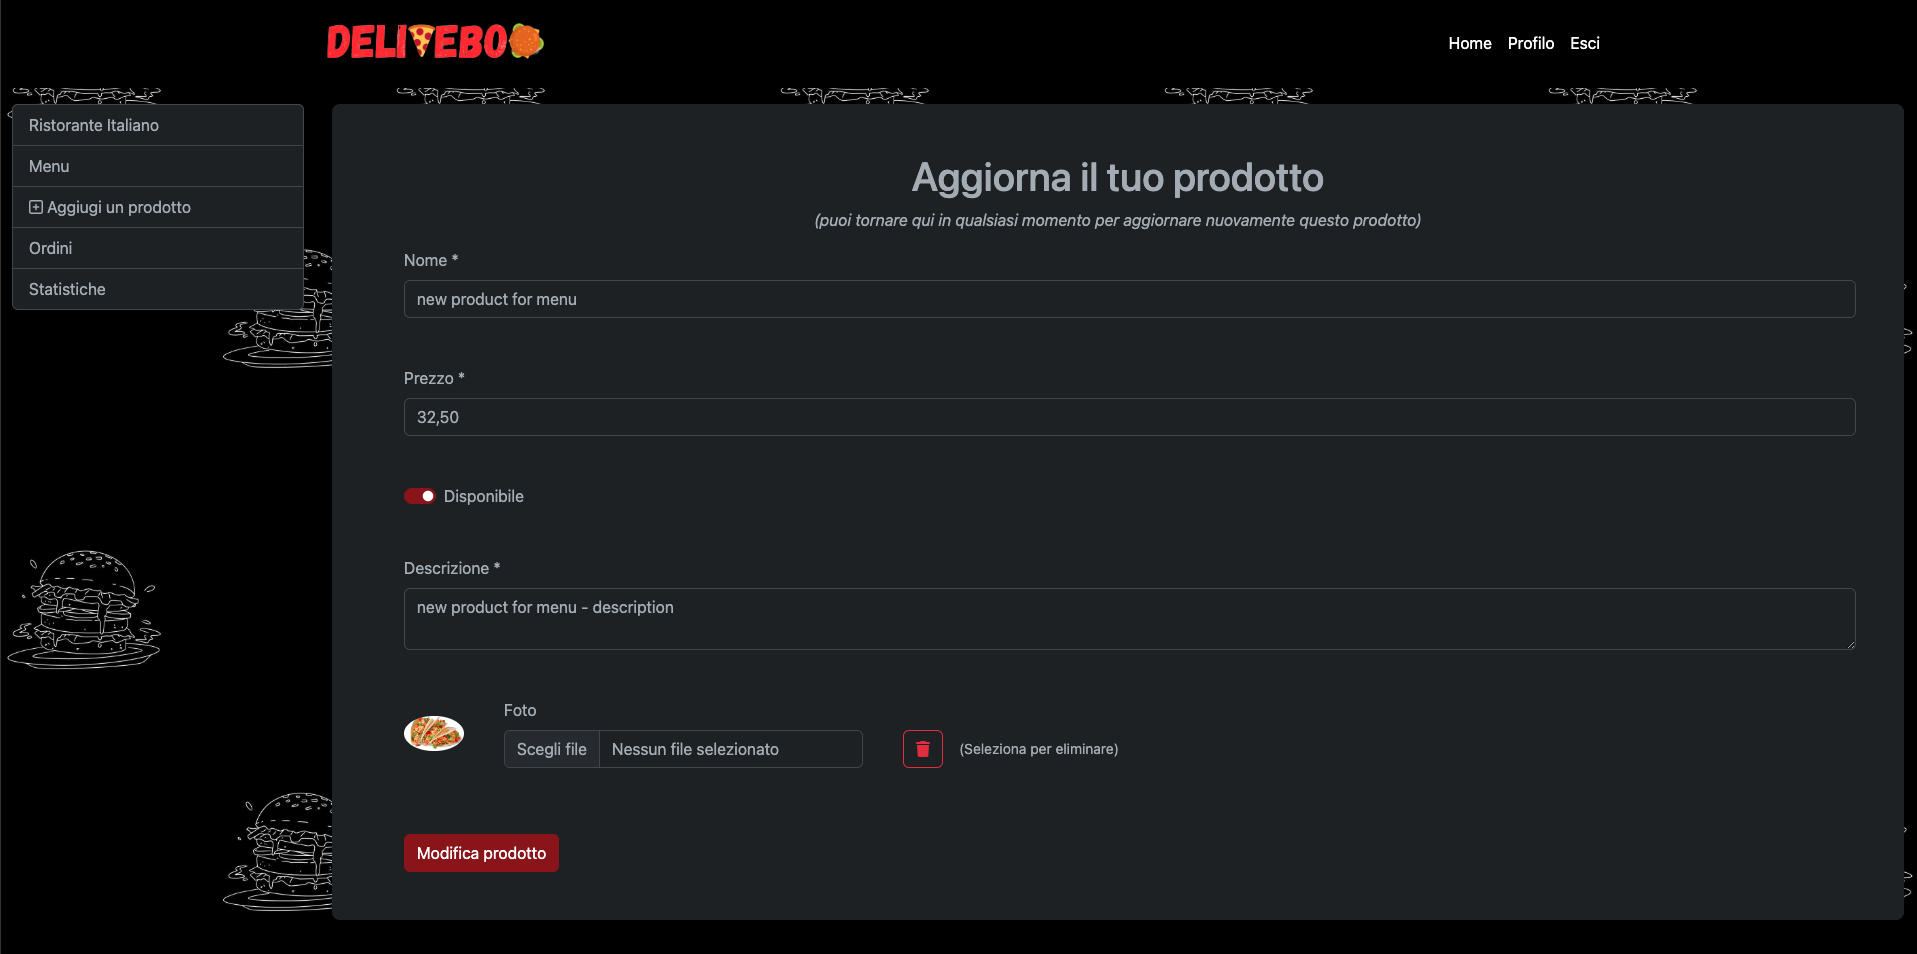 DELIVEBOO
Home Profilo Esci
Ristorante Italiano
Menu
Aggiugi un prodotto
Ordini
Statistiche
Aggiorna il tuo prodotto
(puoi tornare qui in qualsiasi momento per aggiornare nuovamente questo prodotto)
Nome *
new product for menu
Prezzo *
32,50
Disponibile
Descrizione *
new product for menu - description
Foto
Scegli file Nessun file selezionato (Seleziona per eliminare)
Modifica prodotto